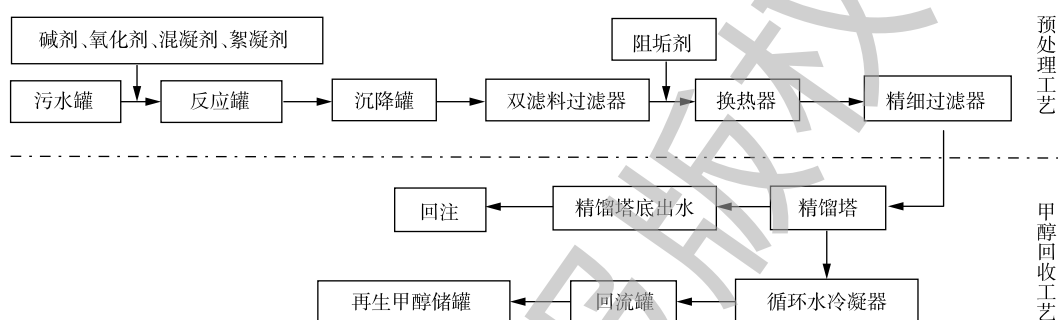 碱剂、氧化剂、混凝剂、絮凝剂
阻垢剂
预处理工艺
污水罐
反应罐
沉降罐
双滤料过滤器
换热器
精细过滤器
回注
精馏塔底出水
精馏塔
甲醇回收工艺
再生甲醇储罐
回流罐
循环水冷凝器
版权